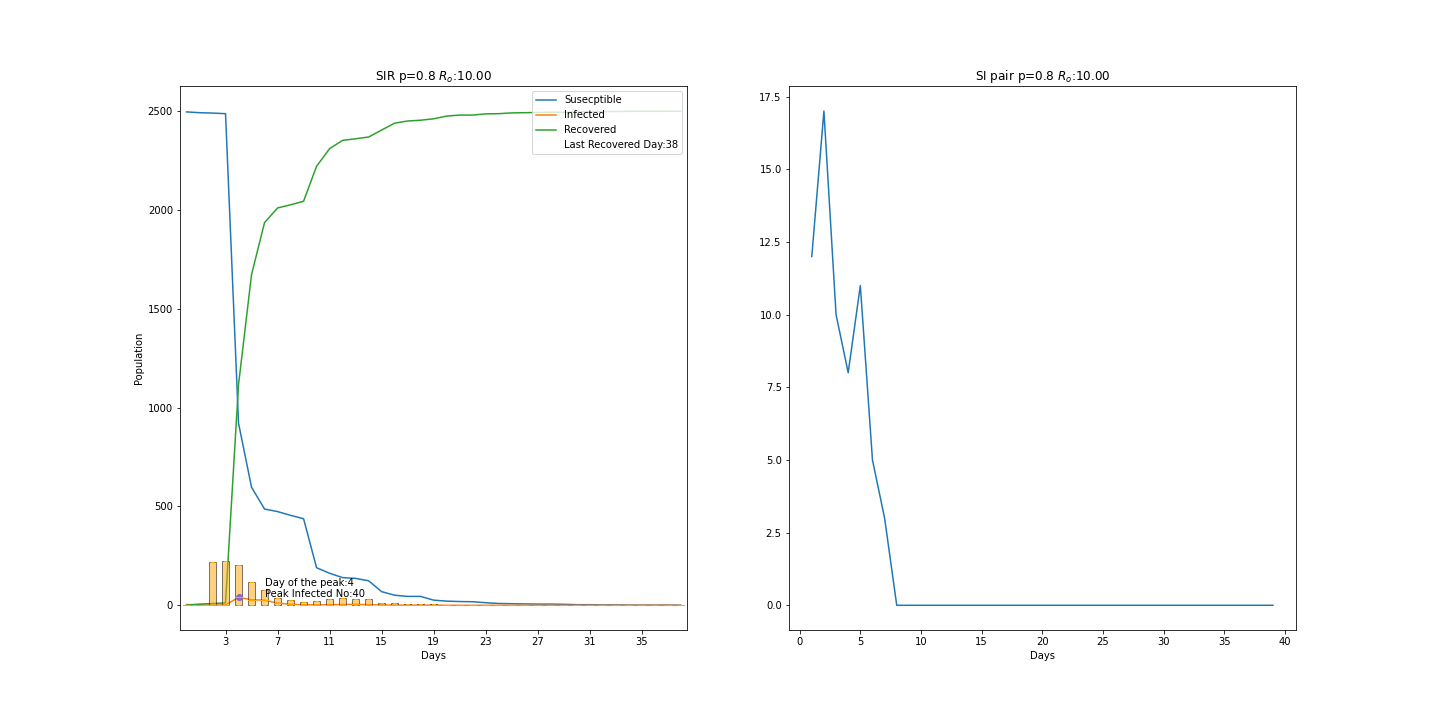 SIR p=0.8 Rₒ:10.00
Susecptible
Infected
Recovered
Last Recovered Day:38
2500
2000
1500
1000
500
0
Population
Day of the peak:4
Peak Infected No:40
3 7 11 15 19 23 27 31 35
Days
SI pair p=0.8 Rₒ:10.00
17.5
15.0
12.5
10.0
7.5
5.0
2.5
0.0
0 5 10 15 20 25 30 35 40
Days